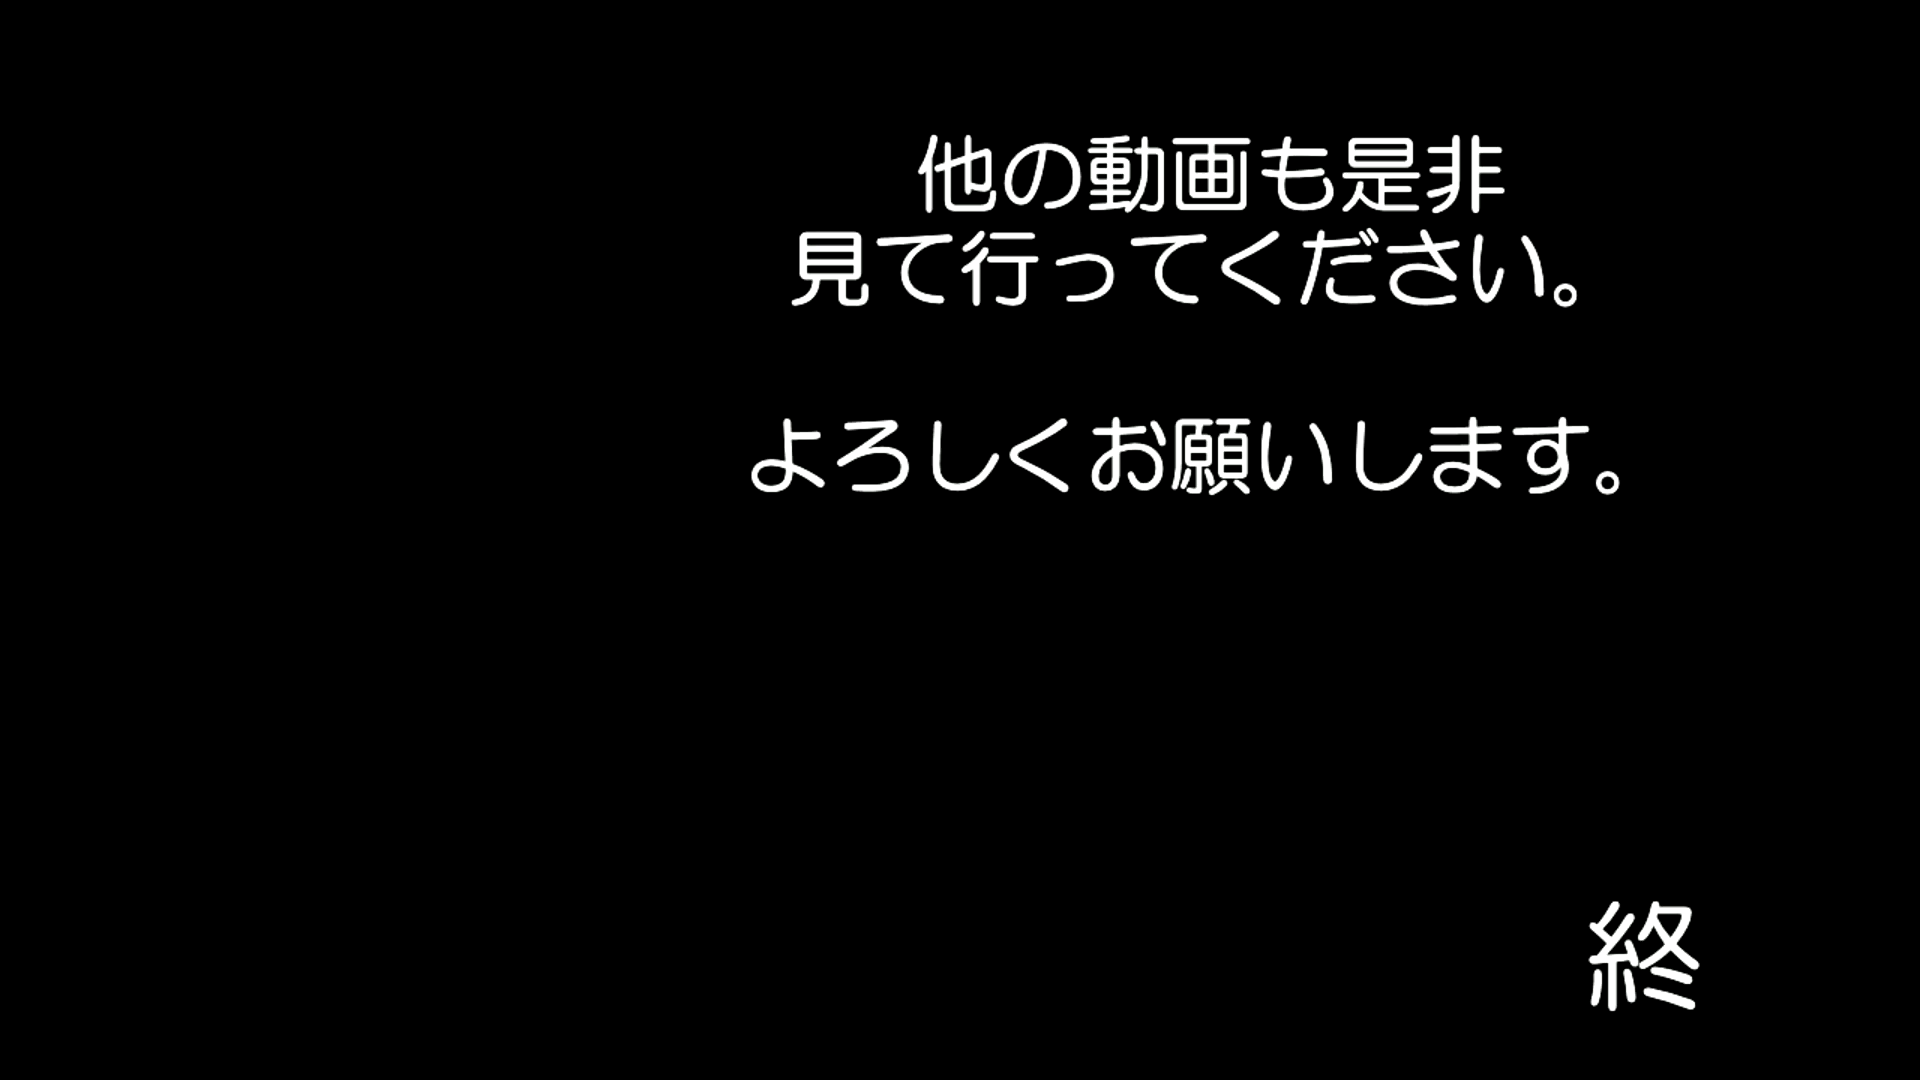 他の動画も是非
見て行ってください。
よろしくお願いします。
終